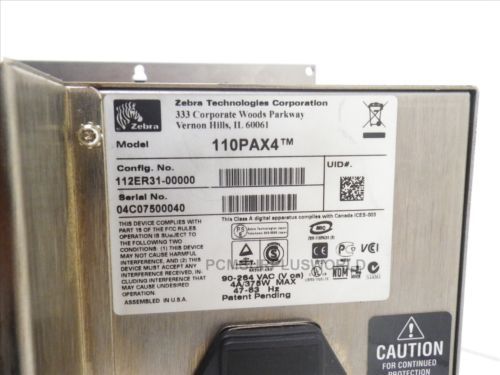 Zebra
Zebra Technologies Corporation
333 Corporate Woods Parkway
Vernon Hills, IL 60061
Model
110PAX4™
Config. No.
UID#.
112ER31-00000
Serial No.
04C07500040
This Class A digital apparatus complies with Canada ICES-003
THIS DEVICE COMPLIES WITH
PART 15 OF THE FCC RULES.
OPERATION IS SUBJECT TO
THE FOLLOWING TWO
CONDITIONS: (1) THIS DEVICE
MAY NOT CAUSE HARMFUL
INTERFERENCE, AND (2) THIS
DEVICE MUST ACCEPT ANY
INTERFERENCE RECEIVED,
INCLUDING INTERFERENCE
THAT MAY CAUSE
UNDESIRED OPERATION.
ASSEMBLED IN U.S.A.
PS
NOM
90-264 VAC
4A/375W MAX
47-63 Hz
Patent Pending
CAUTION
FOR CONTINUED
PROTECTION